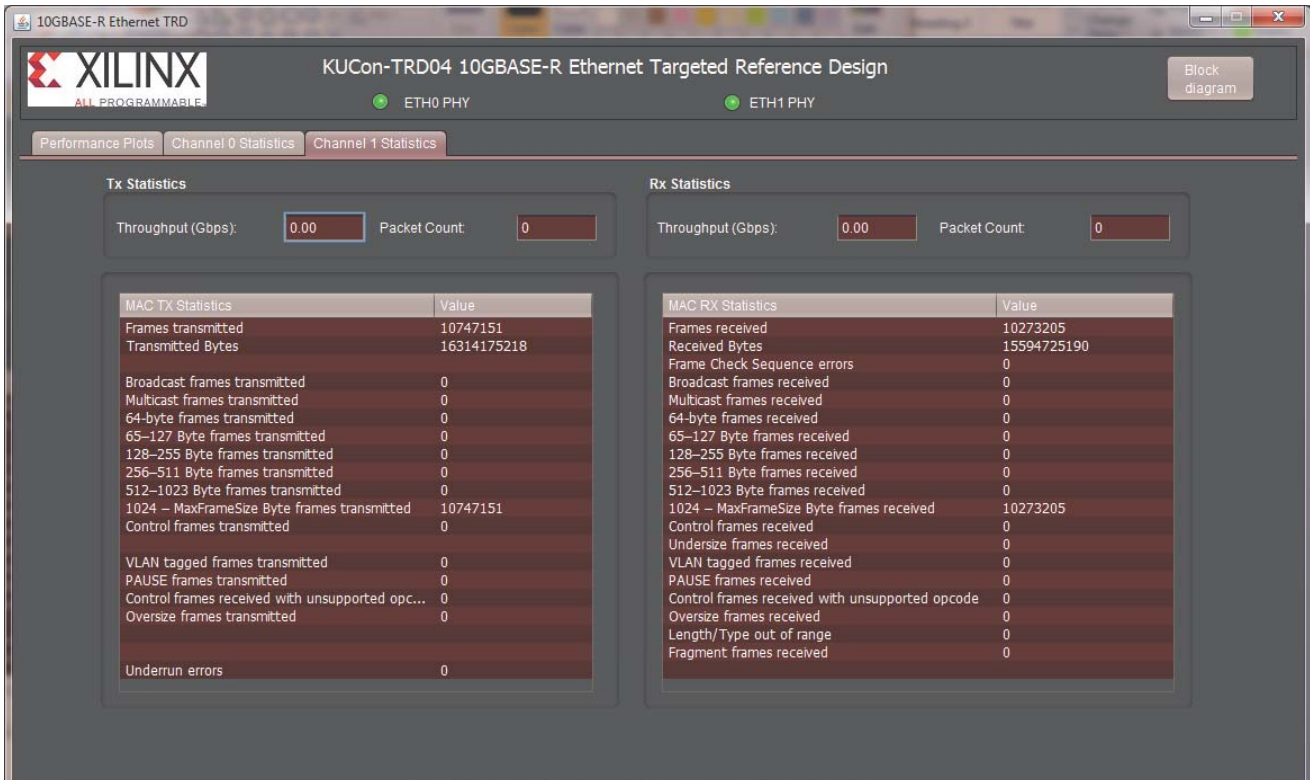 10GBASE-R Ethernet TRD
XILINX
ALL PROGRAMMABLE™
KUCon-TRD04 10GBASE-R Ethernet Targeted Reference Design
ETH0 PHY
ETH1 PHY
Block
diagram
Performance Plots
Channel 0 Statistics
Channel 1 Statistics
Tx Statistics
Throughput (Gbps): 0.00 Packet Count: 0
MAC TX Statistics Value
Frames transmitted 10747151
Transmitted Bytes 16314175218
Broadcast frames transmitted 0
Multicast frames transmitted 0
64-byte frames transmitted 0
65–127 Byte frames transmitted 0
128–255 Byte frames transmitted 0
256–511 Byte frames transmitted 0
512–1023 Byte frames transmitted 0
1024 – MaxFrameSize Byte frames transmitted 10747151
Control frames transmitted 0
VLAN tagged frames transmitted 0
PAUSE frames transmitted 0
Control frames received with unsupported opc... 0
Oversize frames transmitted 0
Underrun errors 0
Rx Statistics
Throughput (Gbps): 0.00 Packet Count: 0
MAC RX Statistics Value
Frames received 10273205
Received Bytes 15594725190
Frame Check Sequence errors 0
Broadcast frames received 0
Multicast frames received 0
64-byte frames received 0
65–127 Byte frames received 0
128–255 Byte frames received 0
256–511 Byte frames received 0
512–1023 Byte frames received 0
1024 – MaxFrameSize Byte frames received 10273205
Control frames received 0
Undersize frames received 0
VLAN tagged frames received 0
PAUSE frames received 0
Control frames received with unsupported opcode 0
Oversize frames received 0
Length/Type out of range 0
Fragment frames received 0